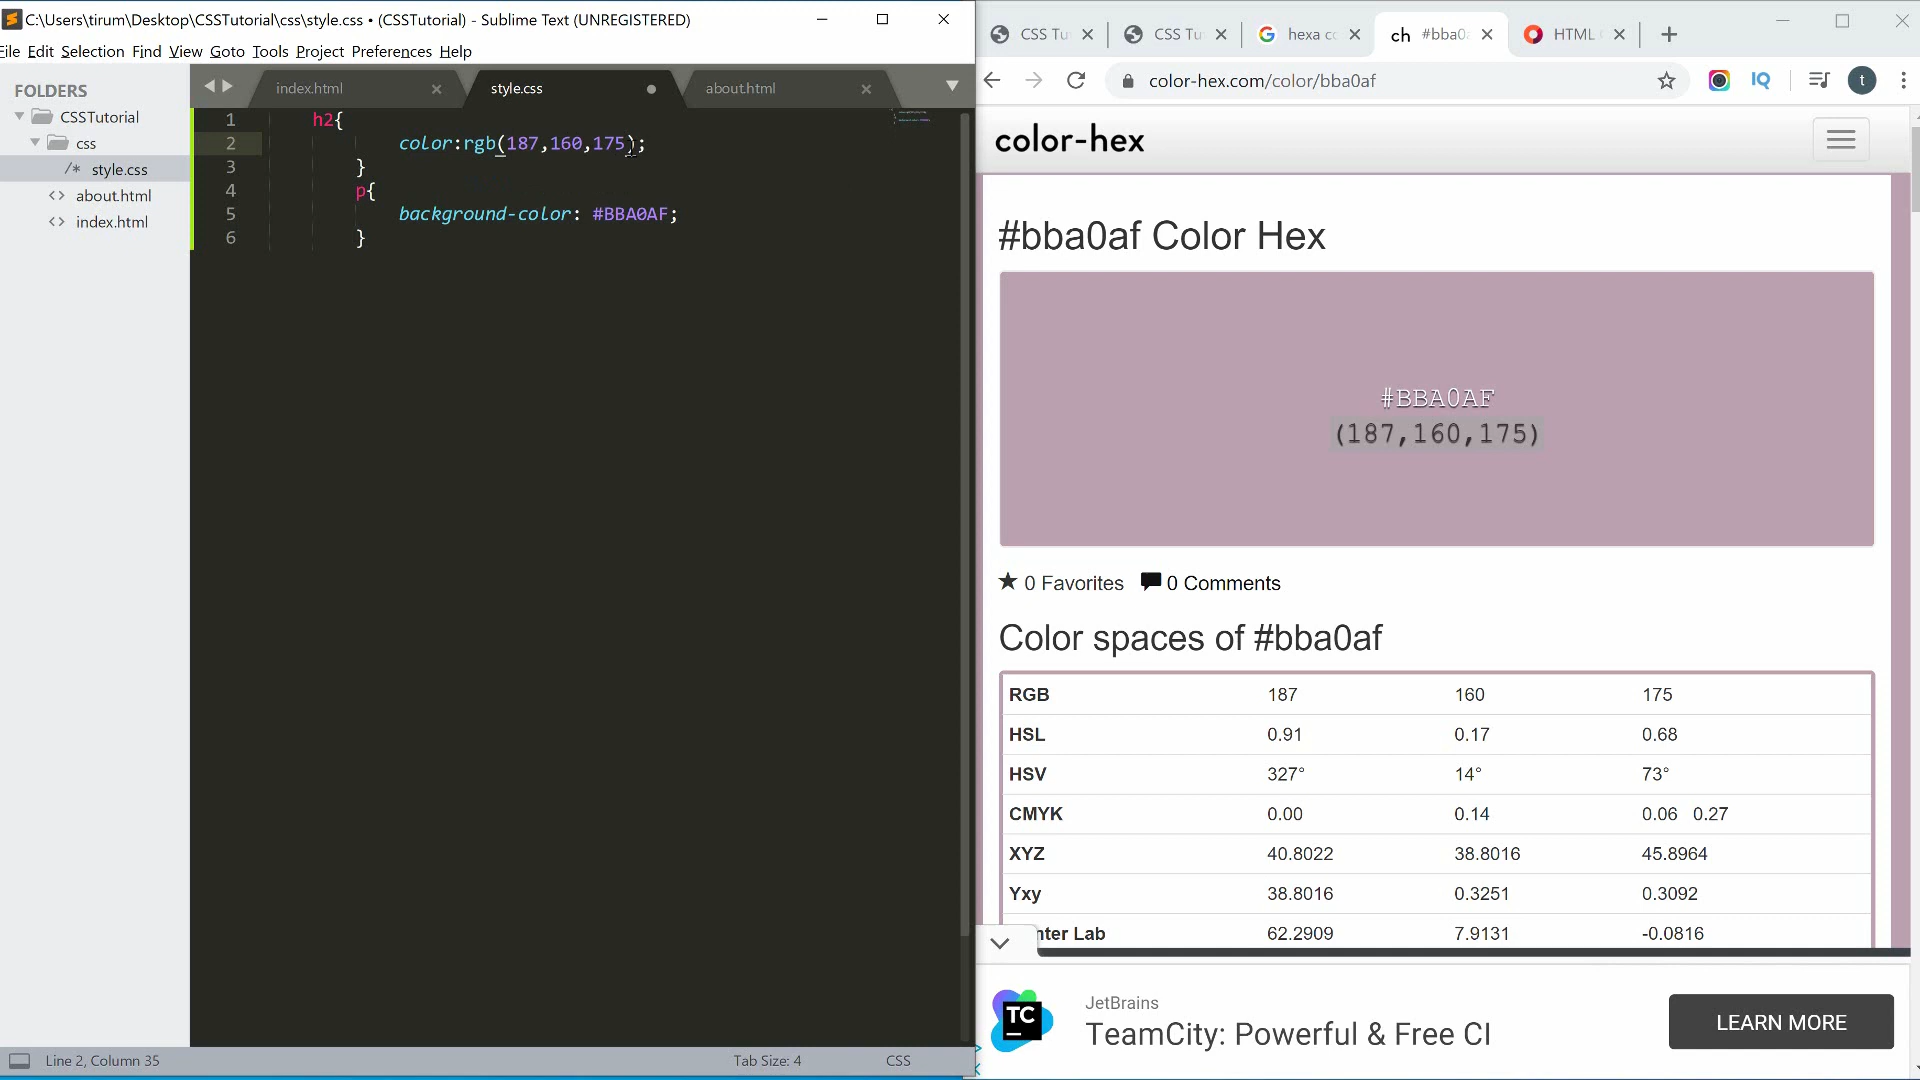 C:\Users\tirum\Desktop\CSSTutorial\css\style.css • (CSSTutorial) - Sublime Text (UNREGISTERED)
File Edit Selection Find View Goto Tools Project Preferences Help
FOLDERS
CSSTutorial
css
/* style.css
<> about.html
<> index.html
index.html
style.css
about.html
1 h2{
2 color:rgb(187,160,175);
3 }
4 p{
5 background-color: #BBA0AF;
6 }
Line 2, Column 35
Tab Size: 4
CSS
CSS Tu
CSS Tu
hexa co
ch #bba0
HTML
color-hex.com/color/bba0af
IQ
t
color-hex
#bba0af Color Hex
#BBA0AF
(187,160,175)
0 Favorites 0 Comments
Color spaces of #bba0af
RGB 187 160 175
HSL 0.91 0.17 0.68
HSV 327° 14° 73°
CMYK 0.00 0.14 0.06 0.27
XYZ 40.8022 38.8016 45.8964
Yxy 38.8016 0.3251 0.3092
nter Lab 62.2909 7.9131 -0.0816
TC
JetBrains
TeamCity: Powerful & Free CI
LEARN MORE